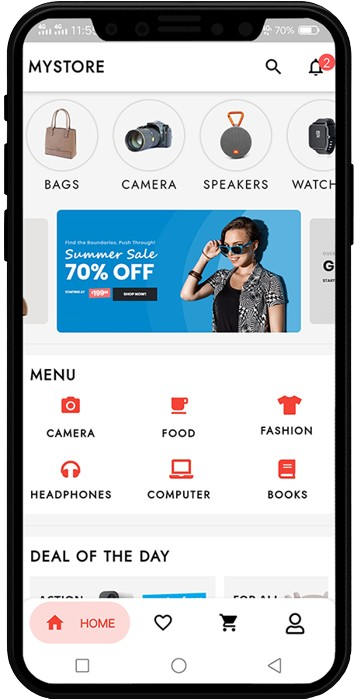 4G 4G 11:5 70%
MYSTORE
2
BAGS CAMERA SPEAKERS WATCH
Find the Boundaries. Push Through!
Summer Sale
70% OFF
STARTING AT SHOP NOW!
G
START
MENU
CAMERA FOOD FASHION
HEADPHONES COMPUTER BOOKS
DEAL OF THE DAY
ACTION FOR ALL
HOME